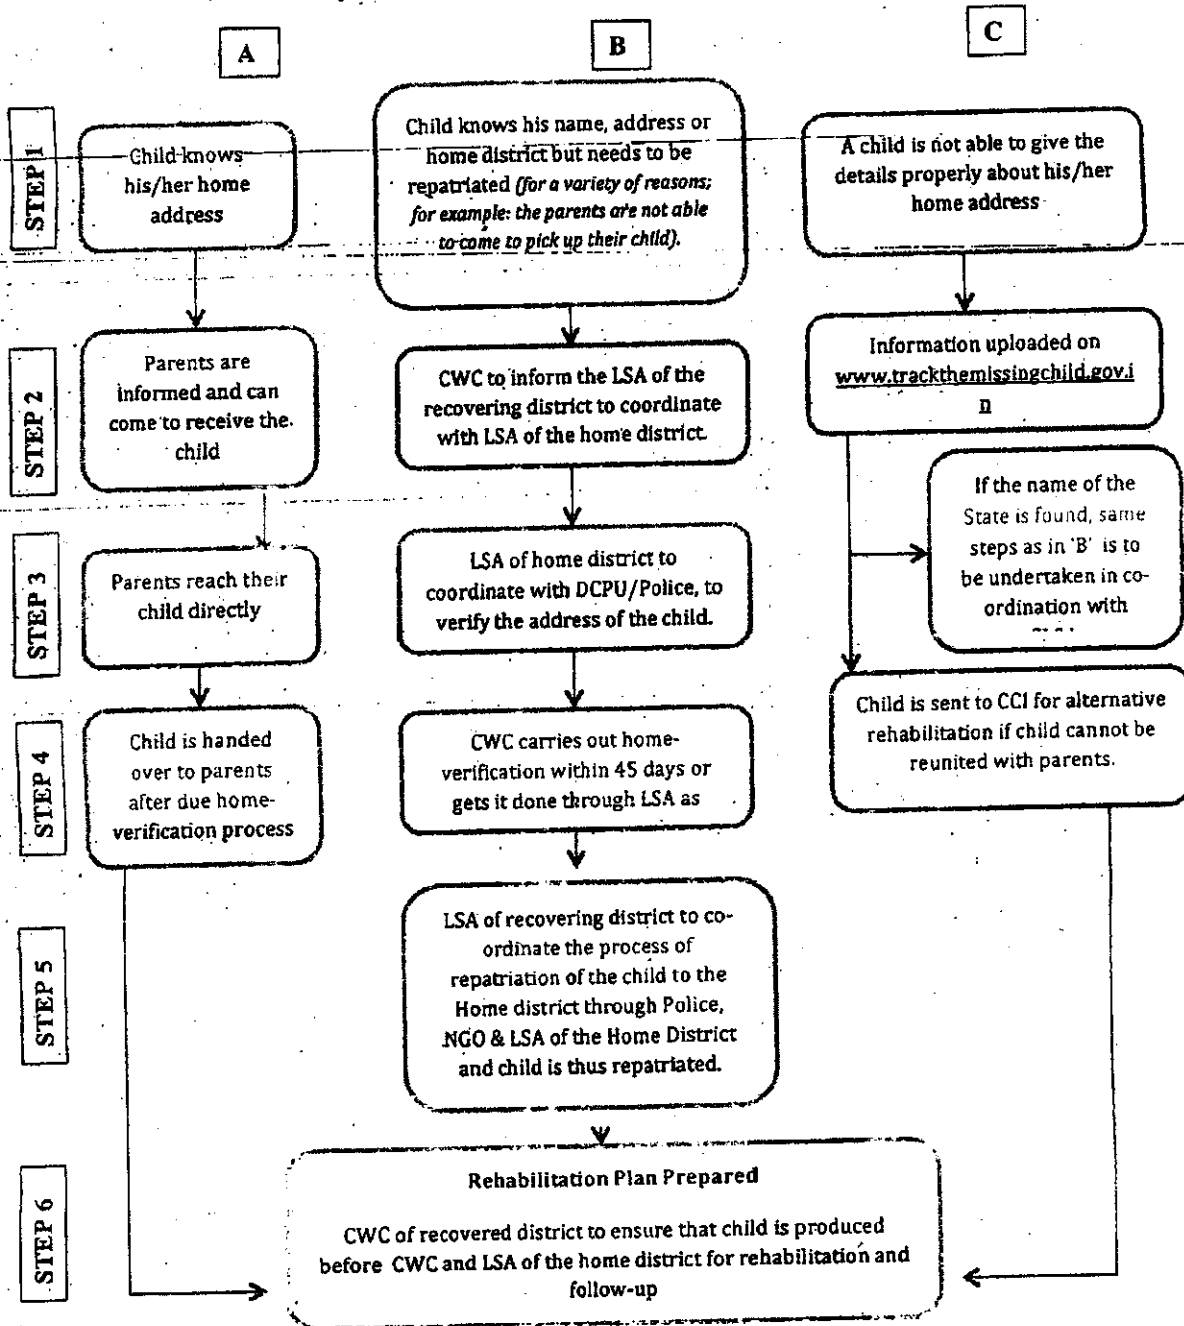 A
B
C
STEP 1
Child knows
his/her home
address
Child knows his name, address or
home district but needs to be
repatriated (for a variety of reasons;
for example: the parents are not able
to come to pick up their child).
A child is not able to give the
details properly about his/her
home address
STEP 2
Parents are
informed and can
come to receive the
child
CWC to inform the LSA of the
recovering district to coordinate
with LSA of the home district.
Information uploaded on
www.trackthemissingchild.gov.i
n
STEP 3
Parents reach their
child directly
LSA of home district to
coordinate with DCPU/Police, to
verify the address of the child.
If the name of the
State is found, same
steps as in 'B' is to
be undertaken in co-
ordination with
STEP 4
Child is handed
over to parents
after due home-
verification process
CWC carries out home-
verification within 45 days or
gets it done through LSA as
Child is sent to CCI for alternative
rehabilitation if child cannot be
reunited with parents.
STEP 5
LSA of recovering district to co-
ordinate the process of
repatriation of the child to the
Home district through Police,
NGO & LSA of the Home District
and child is thus repatriated.
STEP 6
Rehabilitation Plan Prepared
CWC of recovered district to ensure that child is produced
before CWC and LSA of the home district for rehabilitation and
follow-up